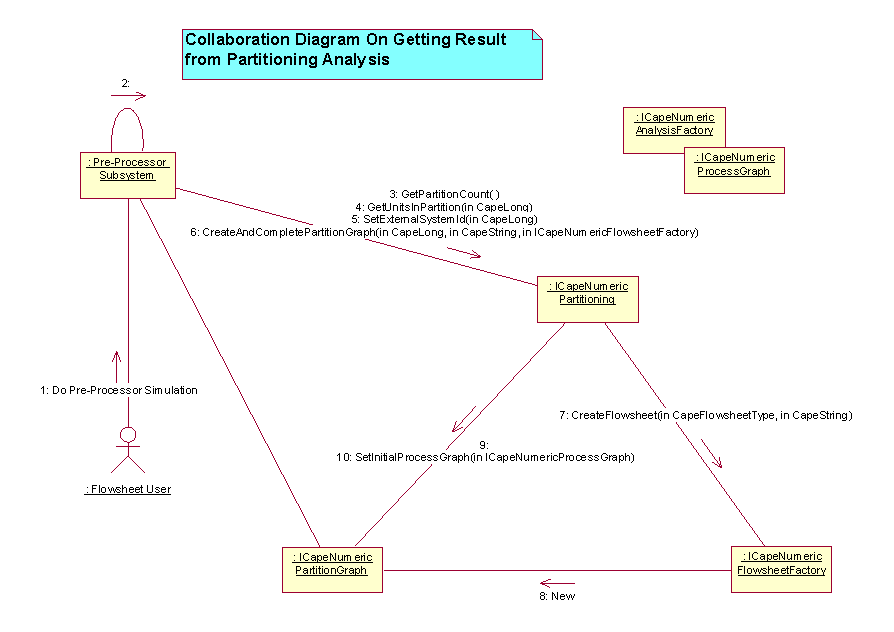 Collaboration Diagram On Getting Result
from Partitioning Analysis
2:
: ICapeNumeric
AnalysisFactory
: ICapeNumeric
ProcessGraph
: Pre-Processor
Subsystem
3: GetPartitionCount( )
4: GetUnitsInPartition(in CapeLong)
5: SetExternalSystemId(in CapeLong)
6: CreateAndCompletePartitionGraph(in CapeLong, in CapeString, in ICapeNumericFlowsheetFactory)
: ICapeNumeric
Partitioning
1: Do Pre-Processor Simulation
7: CreateFlowsheet(in CapeFlowsheetType, in CapeString)
9:
10: SetInitialProcessGraph(in ICapeNumericProcessGraph)
: Flowsheet User
: ICapeNumeric
PartitionGraph
: ICapeNumeric
FlowsheetFactory
8: New